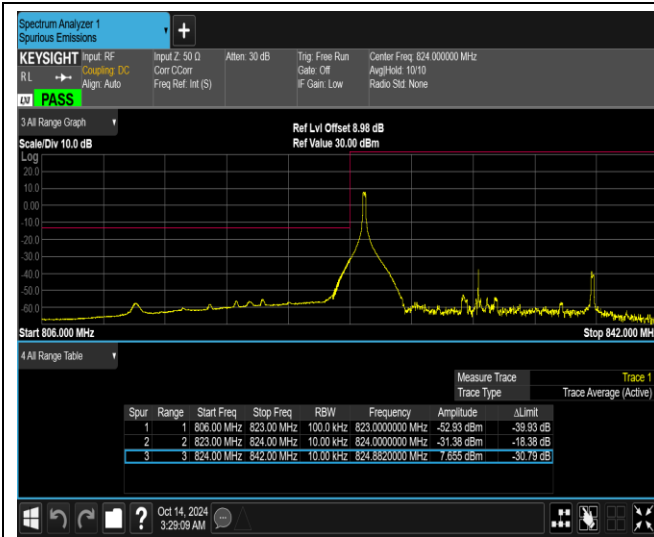 Spectrum Analyzer 1
Spurious Emissions
+
KEYSIGHT Input: RF Input Z: 50 Ω Atten: 30 dB Trig: Free Run Center Freq: 824.000000 MHz
RL Coupling: DC Corr CCorr Gate: Off Avg|Hold: 10/10
Align: Auto Freq Ref: Int (S) IF Gain: Low Radio Std: None
LXI PASS
3 All Range Graph
Ref Lvl Offset 8.98 dB
Scale/Div 10.0 dB Ref Value 30.00 dBm
Log
20.0
10.0
0.00
-10.0
-20.0
-30.0
-40.0
-50.0
-60.0
Start 806.000 MHz Stop 842.000 MH
4 All Range Table
Measure Trace Trace 1
Trace Type Trace Average (Active)
Spur Range Start Freq Stop Freq RBW Frequency Amplitude ΔLimit
1 1 806.00 MHz 823.00 MHz 100.0 kHz 823.0000000 MHz -52.93 dBm -39.93 dB
2 2 823.00 MHz 824.00 MHz 10.00 kHz 824.0000000 MHz -31.38 dBm -18.38 dB
3 3 824.00 MHz 842.00 MHz 10.00 kHz 824.8820000 MHz 7.655 dBm -30.79 dB
? Oct 14, 2024
3:29:09 AM